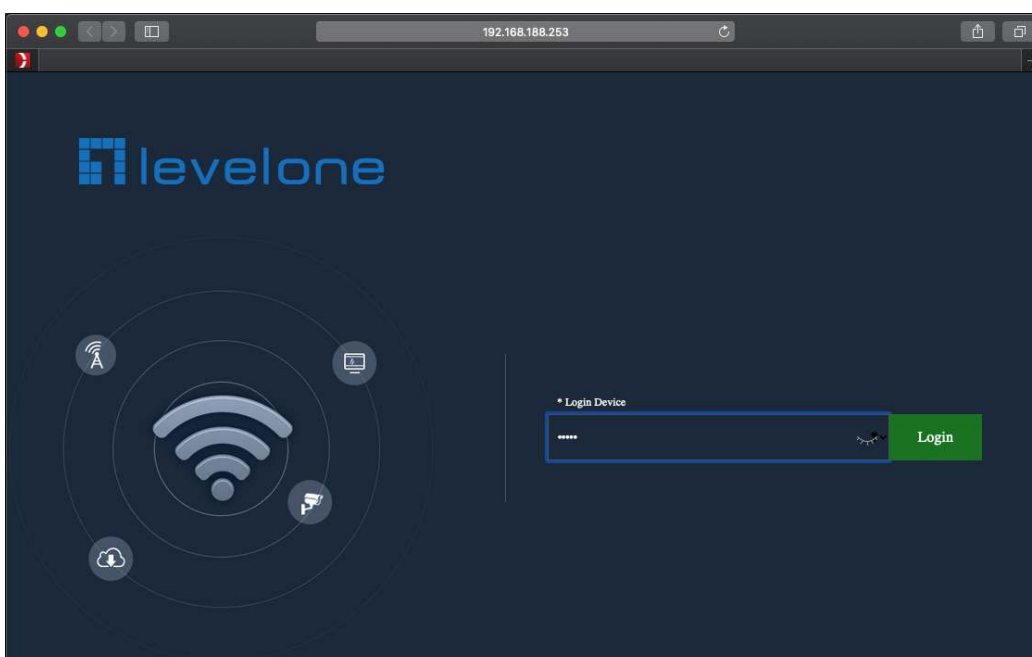 192.168.188.253
levelone
* Login Device
•••••
Login